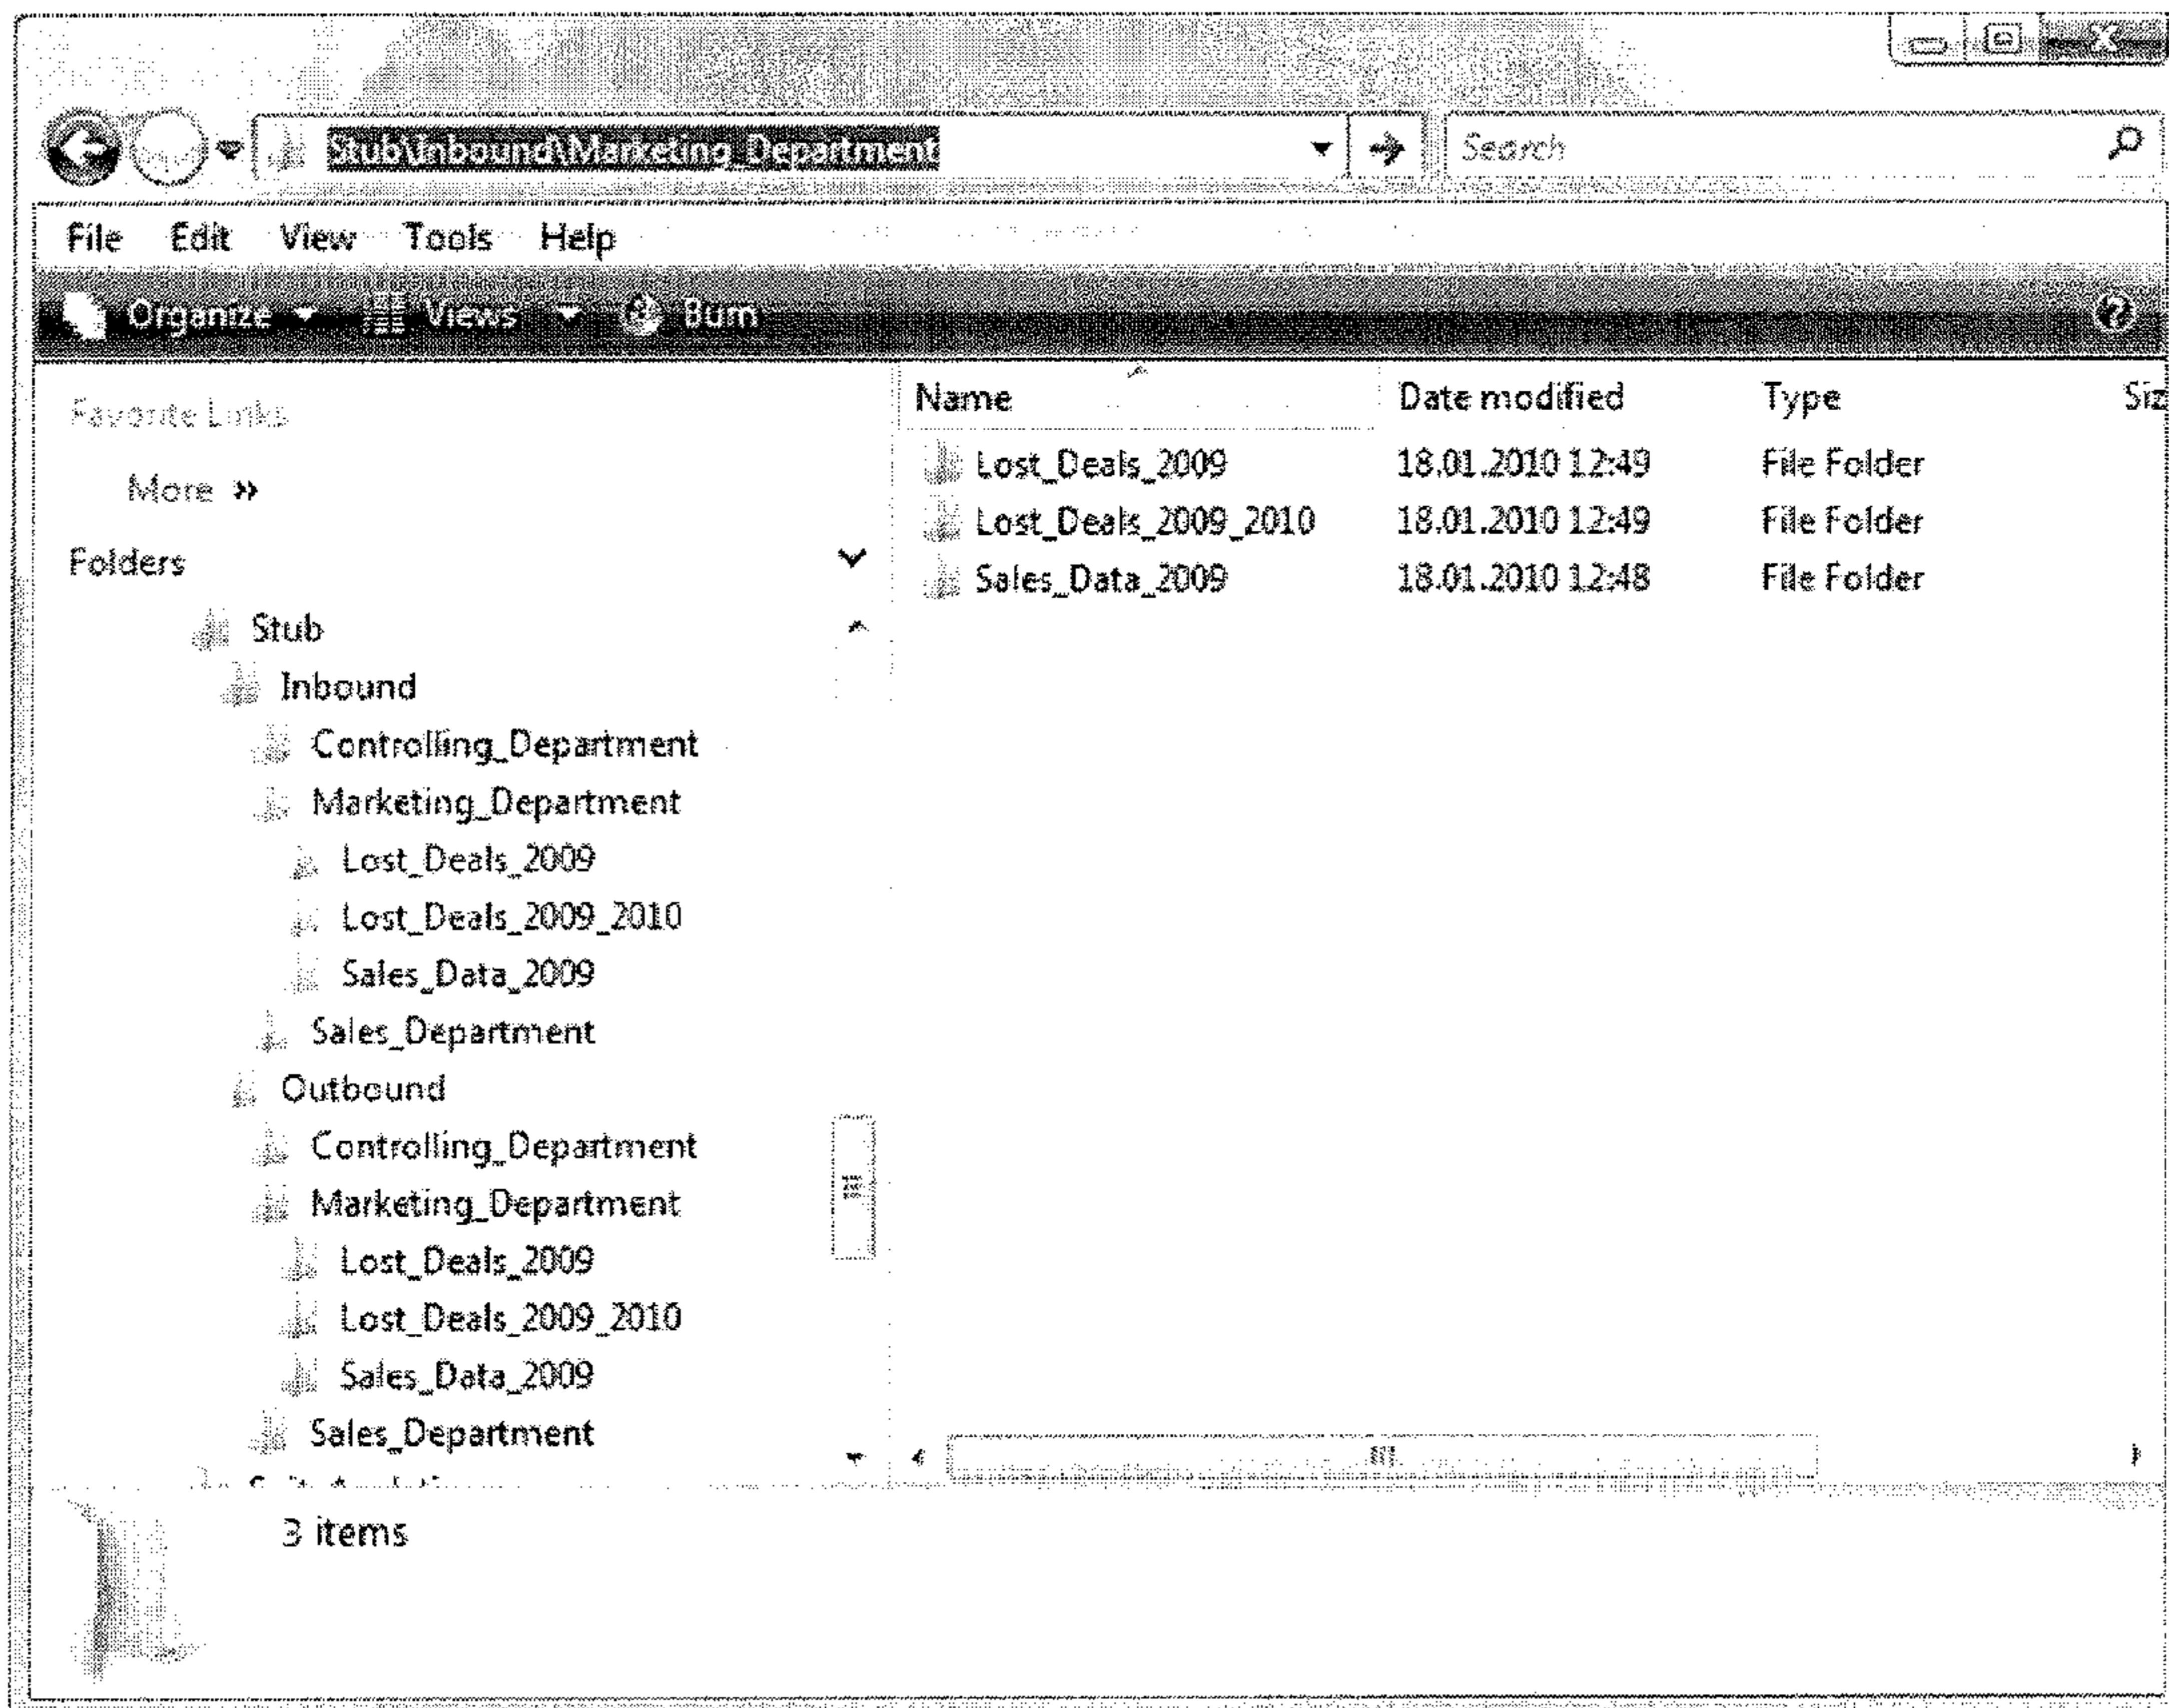 Stub\Inbound\Marketing_Department
Search
File Edit View Tools Help
Organize Views Burn
Favorite Links
More »
Folders
Stub
Inbound
Controlling_Department
Marketing_Department
Lost_Deals_2009
Lost_Deals_2009_2010
Sales_Data_2009
Sales_Department
Outbound
Controlling_Department
Marketing_Department
Lost_Deals_2009
Lost_Deals_2009_2010
Sales_Data_2009
Sales_Department
Name Date modified Type Siz
Lost_Deals_2009 18.01.2010 12:49 File Folder
Lost_Deals_2009_2010 18.01.2010 12:49 File Folder
Sales_Data_2009 18.01.2010 12:48 File Folder
3 items